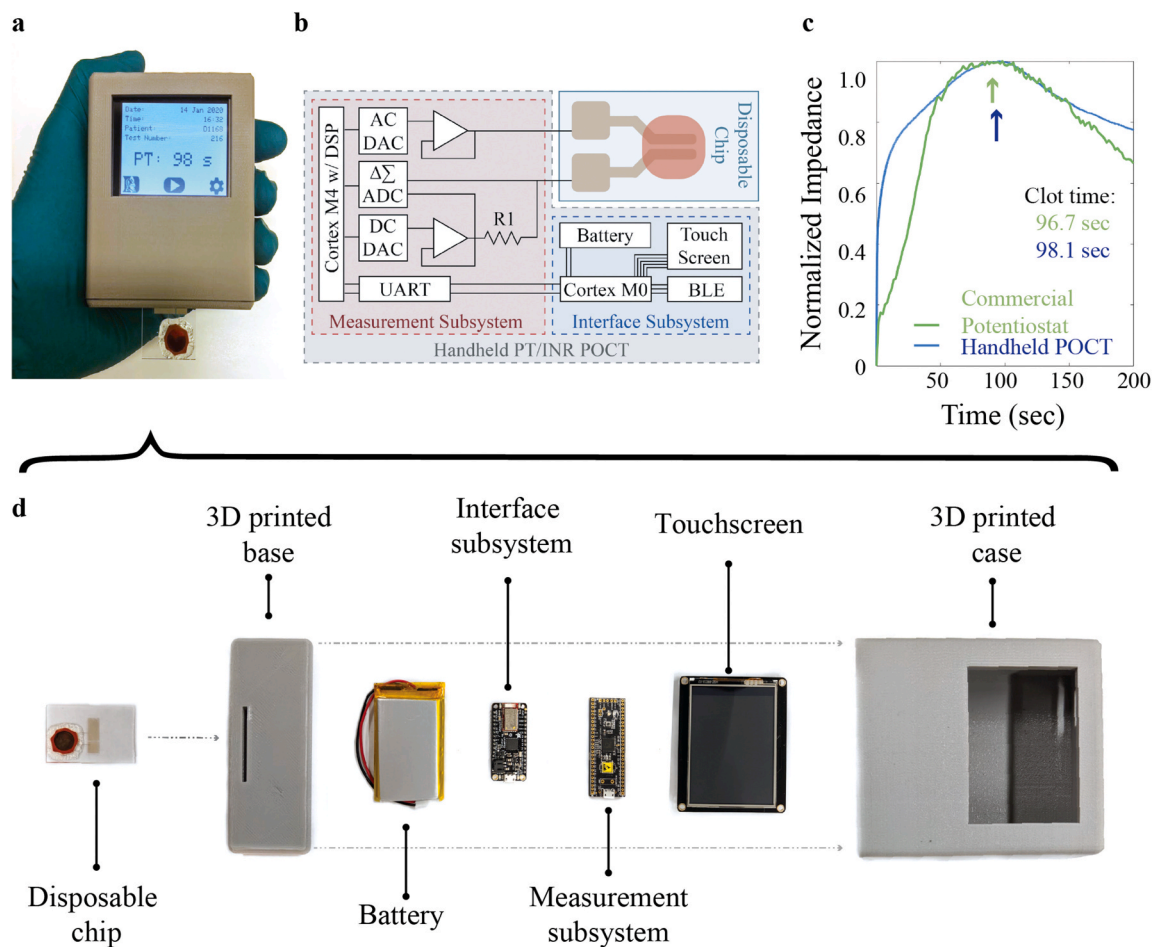 a
Date: 14 Jan 2020
Time: 16:32
Patient: D1168
Test Number: 216
PT: 98 s
b
Cortex M4 w/ DSP
AC
DAC
ΔΣ
ADC
DC
DAC
UART
R1
Measurement Subsystem
Disposable
Chip
Battery
Touch
Screen
Cortex M0
BLE
Interface Subsystem
Handheld PT/INR POCT
c
Normalized Impedance
1.0
0.8
0.6
0.4
0.2
0
50
100
150
200
Time (sec)
Clot time:
96.7 sec
98.1 sec
Commercial
Potentiostat
Handheld POCT
d
Disposable
chip
3D printed
base
Battery
Interface
subsystem
Measurement
subsystem
Touchscreen
3D printed
case